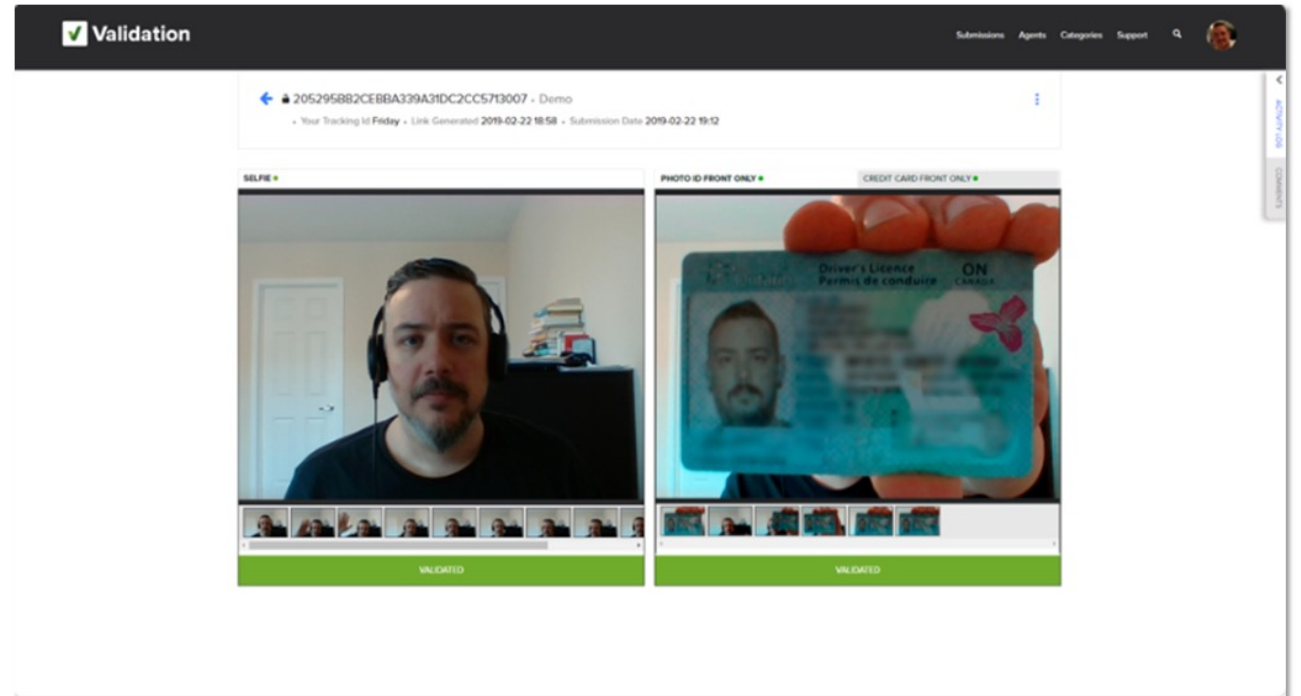 Validation
Submissions Agents Categories Support
205295BB2CEBBA339A31DC2CC5713007 • Demo
• Your Tracking Id Friday • Link Generated 2019-02-22 18:58 • Submission Date 2019-02-22 19:12
ACTIVITY LOG
COMMENTS
SELFIE
PHOTO ID FRONT ONLY
CREDIT CARD FRONT ONLY
Driver's Licence
Permis de conduire
ON
CANADA
VALIDATED
VALIDATED